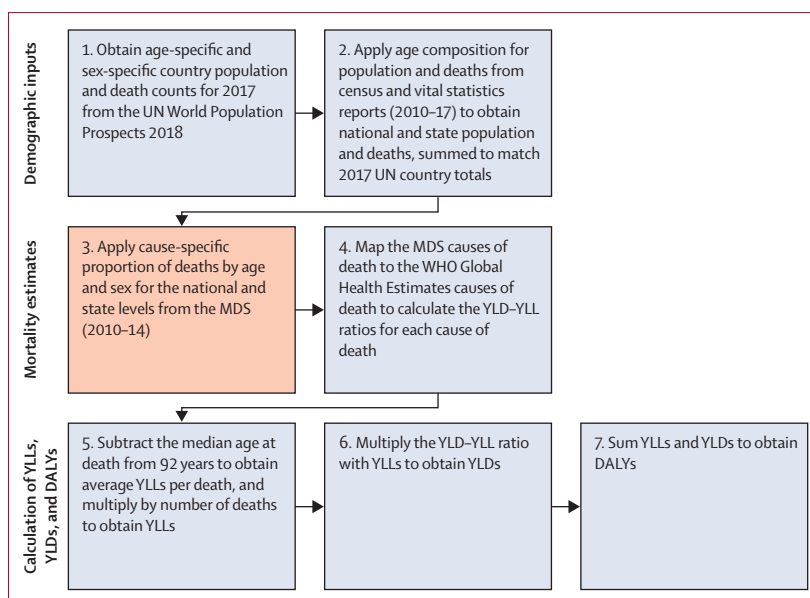 Demographic inputs
1. Obtain age-specific and
sex-specific country population
and death counts for 2017
from the UN World Population
Prospects 2018
2. Apply age composition for
population and deaths from
census and vital statistics
reports (2010–17) to obtain
national and state population
and deaths, summed to match
2017 UN country totals
Mortality estimates
3. Apply cause-specific
proportion of deaths by age
and sex for the national and
state levels from the MDS
(2010–14)
4. Map the MDS causes of
death to the WHO Global
Health Estimates causes of
death to calculate the YLD–YLL
ratios for each cause of
death
Calculation of YLLs,
YLDs, and DALYs
5. Subtract the median age at
death from 92 years to obtain
average YLLs per death, and
multiply by number of deaths
to obtain YLLs
6. Multiply the YLD–YLL ratio
with YLLs to obtain YLDs
7. Sum YLLs and YLDs to obtain
DALYs